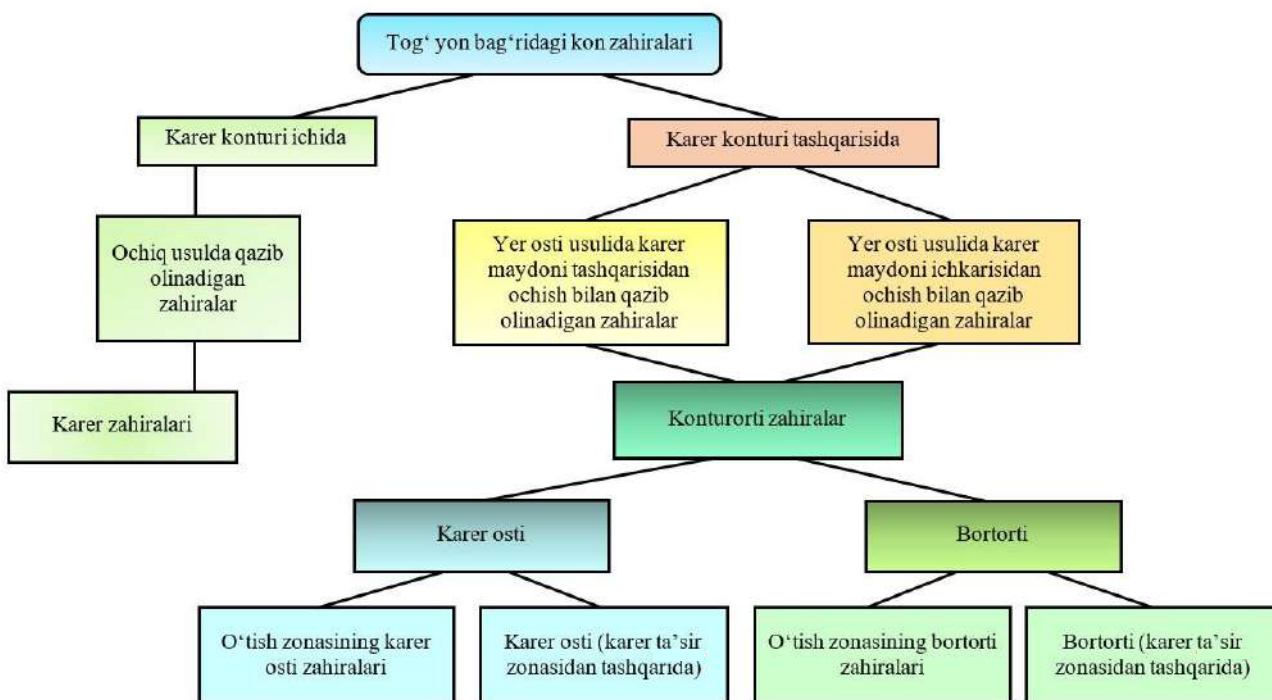 Tog‘ yon bag‘ridagi kon zahiralari
Karer konturi ichida
Karer konturi tashqarisida
Ochiq usulda qazib
olinadigan
zahiralar
Yer osti usulida karer
maydoni tashqarisidan
ochish bilan qazib
olinadigan zahiralar
Yer osti usulida karer
maydoni ichkarisidan
ochish bilan qazib
olinadigan zahiralar
Karer zahiralari
Konturorti zahiralar
Karer osti
Bortorti
O‘tish zonasining karer
osti zahiralari
Karer osti (karer ta’sir
zonasidan tashqarida)
O‘tish zonasining bortorti
zahiralari
Bortorti (karer ta’sir
zonasidan tashqarida)